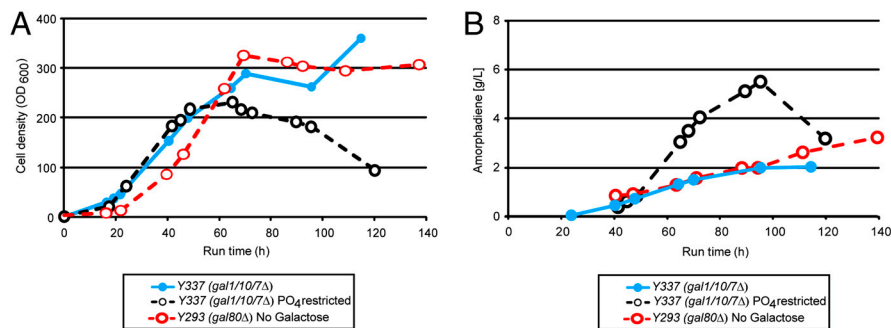 A
Cell density (OD600)
400
300
200
100
0
0 20 40 60 80 100 120 140
Run time (h)
Y337 (gal1/10/7Δ)
Y337 (gal1/10/7Δ) PO4 restricted
Y293 (gal80Δ) No Galactose
B
Amorphadiene [g/L]
8
6
4
2
0
0 20 40 60 80 100 120 140
Run time (h)
Y337 (gal1/10/7Δ)
Y337 (gal1/10/7Δ) PO4 restricted
Y293 (gal80Δ) No Galactose